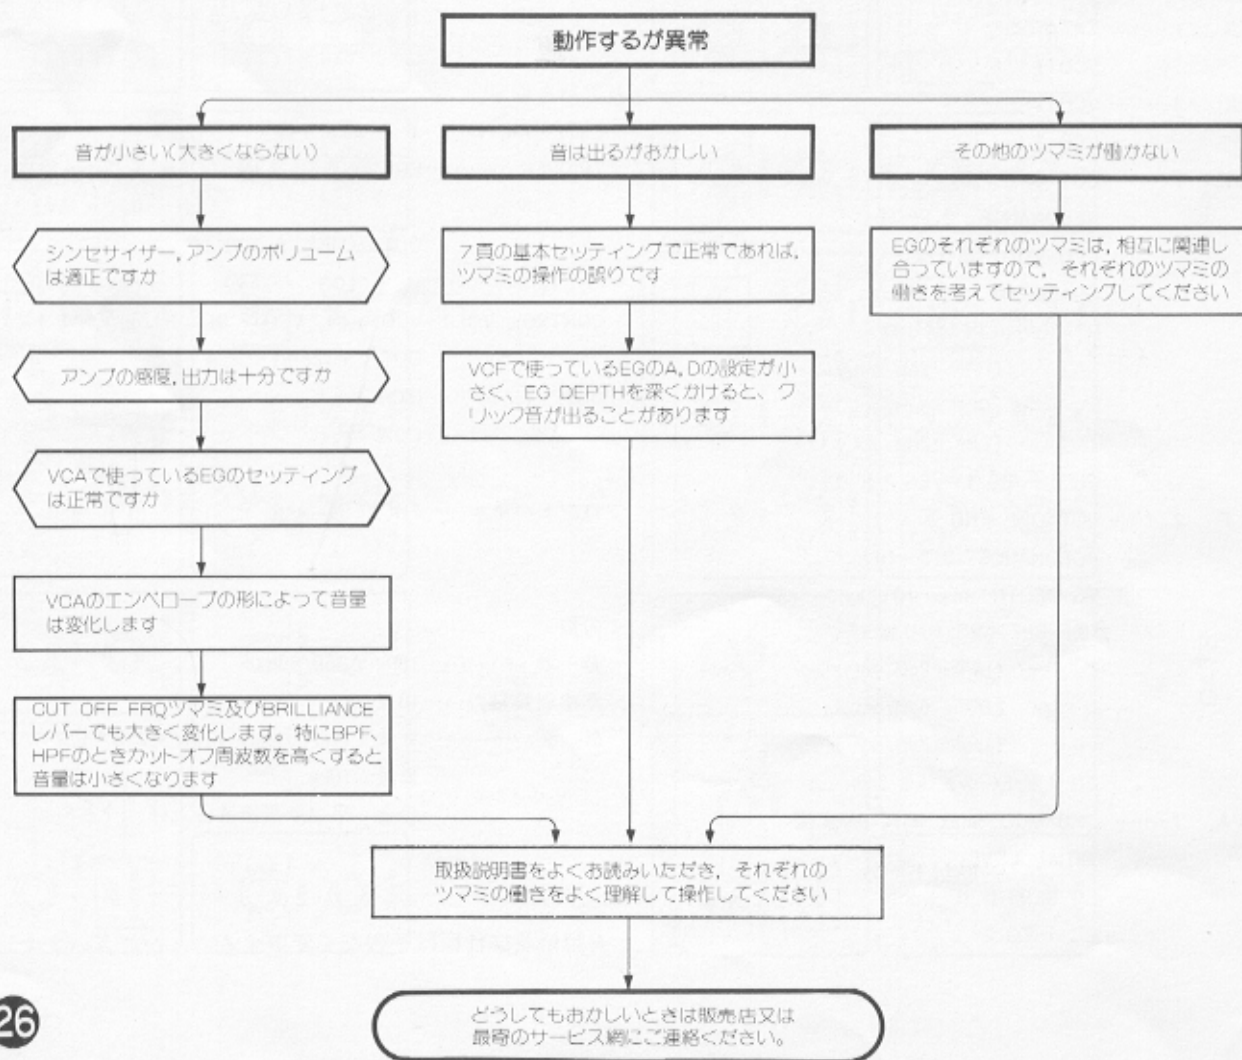 動作するが異常
音が小さい(大きくならない)
シンセサイザー,アンプのボリューム
は適正ですか
アンプの感度,出力は十分ですか
VCAで使っているEGのセッティング
は正常ですか
VCAのエンベロープの形によって音量
は変化します
CUT OFF FRQツマミ及びBRILLIANCE
レバーでも大きく変化します。特にBPF、
HPFのときカットオフ周波数を高くすると
音量は小さくなります
音は出るがおかしい
7頁の基本セッティングで正常であれば,
ツマミの操作の誤りです
VCFで使っているEGのA,Dの設定が小
さく、EG DEPTHを深くかけると、ク
リック音が出ることがあります
その他のツマミが働かない
EGのそれぞれのツマミは,相互に関連し
合っていますので,それぞれのツマミの
働きを考えてセッティングしてください
取扱説明書をよくお読みいただき,それぞれの
ツマミの働きをよく理解して操作してください
どうしてもおかしいときは販売店又は
最寄のサービス網にご連絡ください。
26